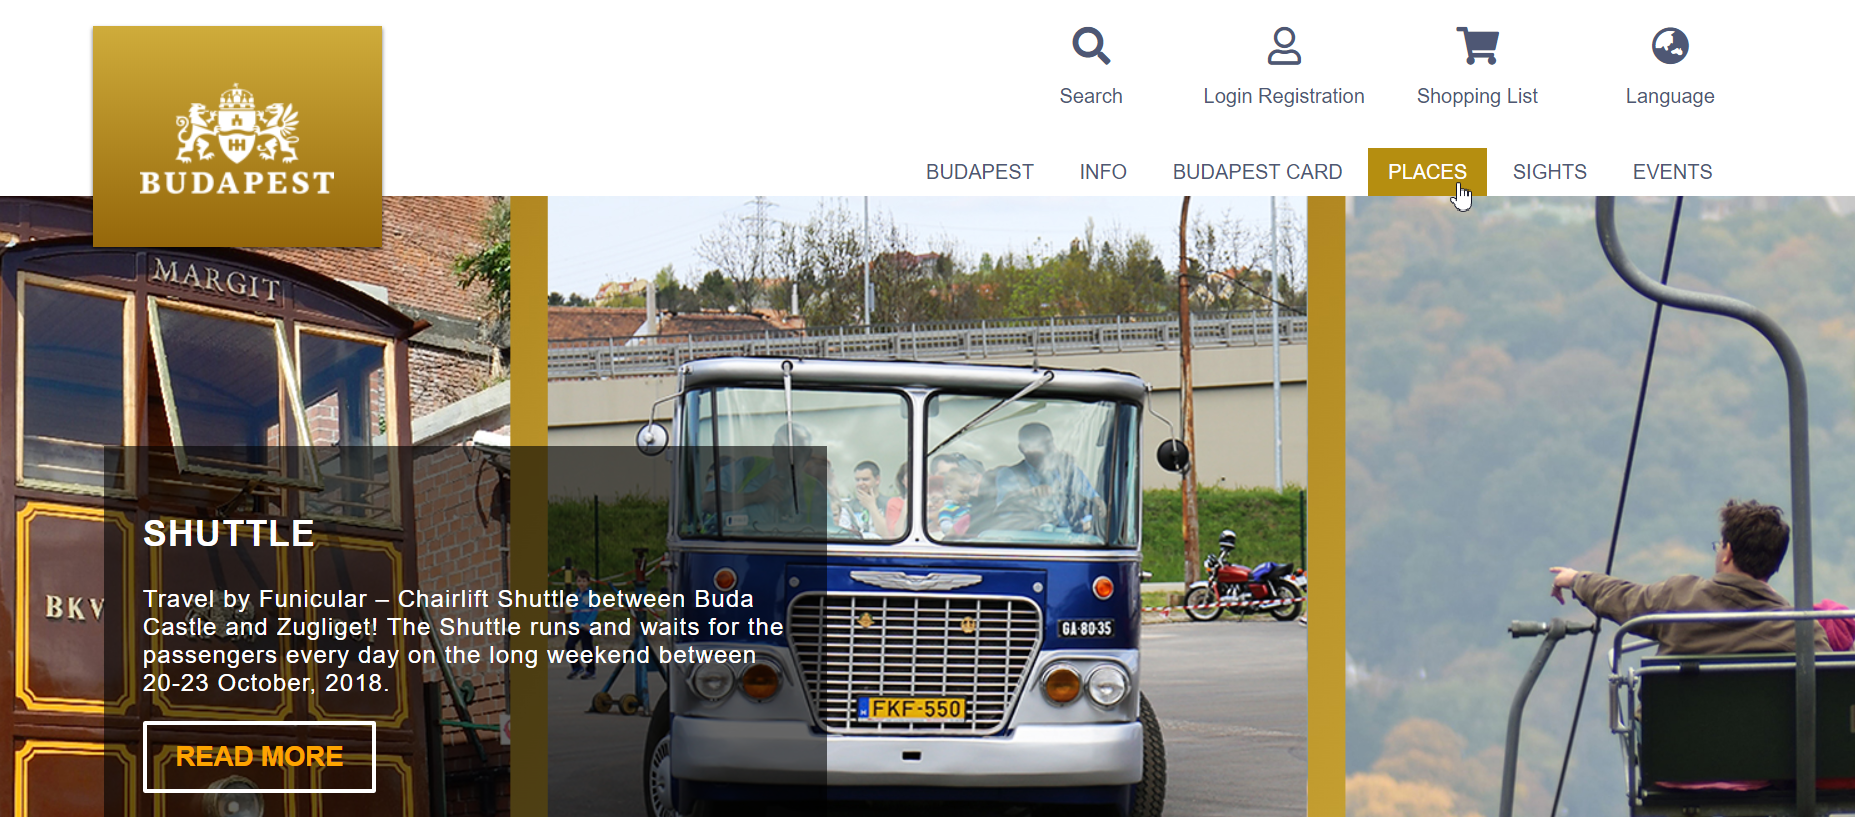 BUDAPEST
Search
Login Registration
Shopping List
Language
BUDAPEST
INFO
BUDAPEST CARD
PLACES
SIGHTS
EVENTS
MARGIT
BKV
SHUTTLE
Travel by Funicular – Chairlift Shuttle between Buda
Castle and Zugliget! The Shuttle runs and waits for the
passengers every day on the long weekend between
20-23 October, 2018.
READ MORE
GA·80·35
H
FKF-550